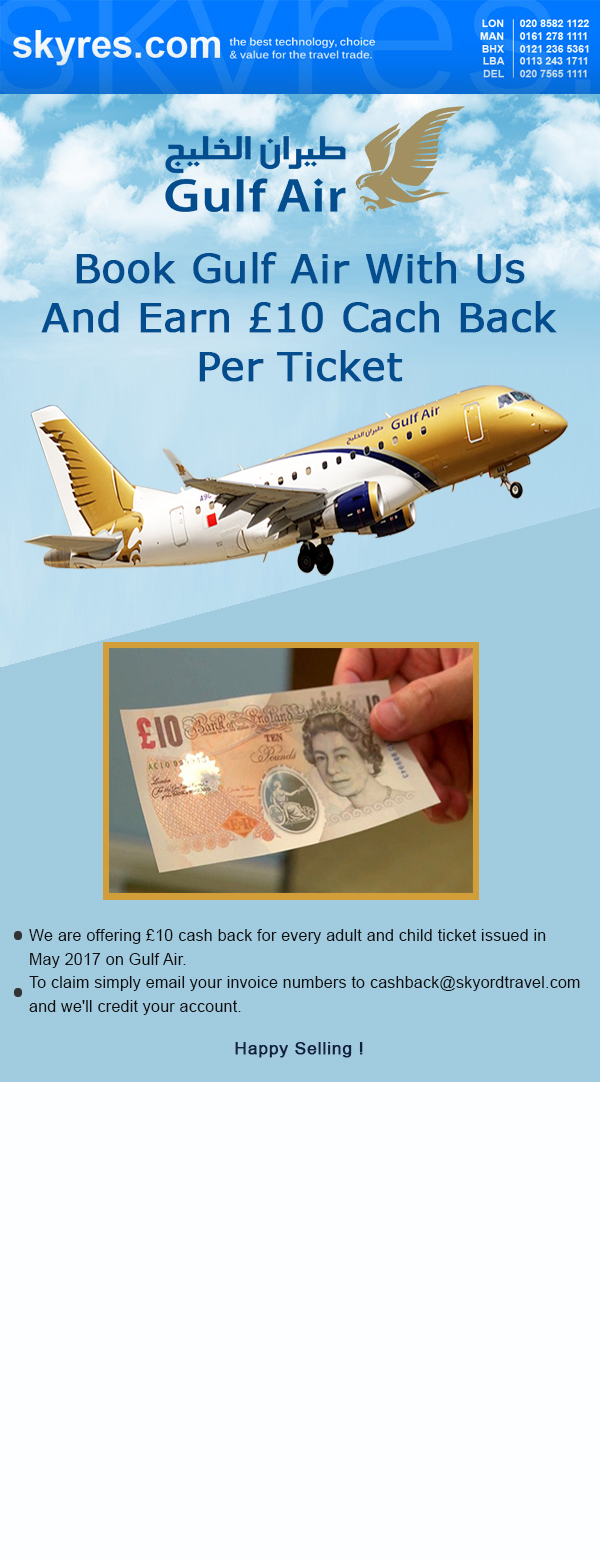 skyres.com
the best technology, choice
& value for the travel trade.
LON 020 8582 1122
MAN 0161 278 1111
BHX 0121 236 5361
LBA 0113 243 1711
DEL 020 7565 1111
طيران الخليج
Gulf Air
Book Gulf Air With Us
And Earn £10 Cach Back
Per Ticket
طيران الخليج Gulf Air
£10 Bank of England 10
TEN
Pounds
London
E R
We are offering £10 cash back for every adult and child ticket issued in
May 2017 on Gulf Air.
To claim simply email your invoice numbers to cashback@skyordtravel.com
and we'll credit your account.
Happy Selling !